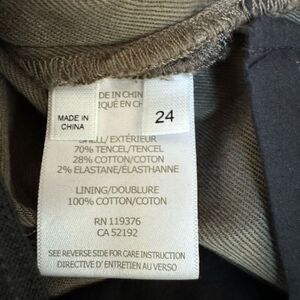 DE IN CHIN
IQUÉ EN CH
MADE IN
CHINA
24
SHELL/EXTÉRIEUR
70% TENCEL/TENCEL
28% COTTON/COTON
2% ELASTANE/ÉLASTHANNE
LINING/DOUBLURE
100% COTTON/COTON
RN 119376
CA 52192
SEE REVERSE SIDE FOR CARE INSTRUCTION
DIRECTIVE D' ENTRETIEN AU VERSO